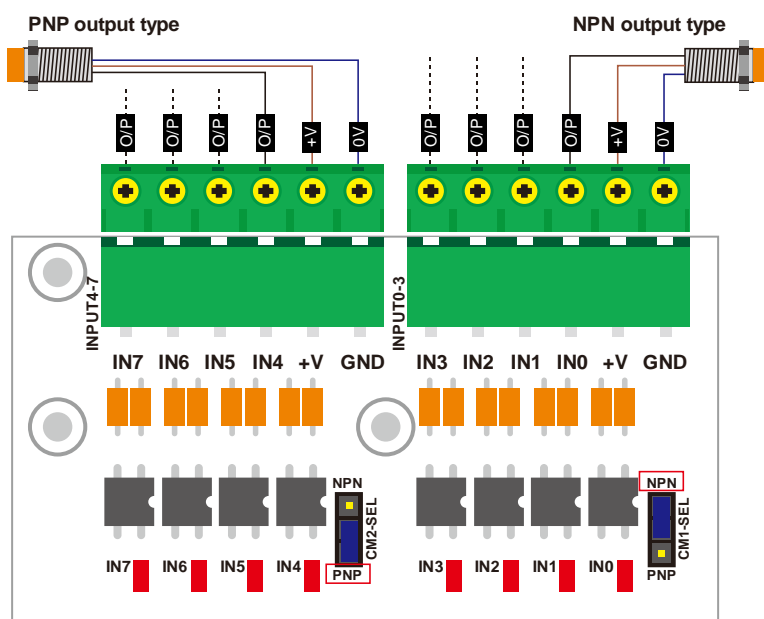 PNP output type
NPN output type
O/P O/P O/P O/P +V 0V
O/P O/P O/P O/P +V 0V
INPUT4-7
INPUT0-3
IN7 IN6 IN5 IN4 +V GND
IN3 IN2 IN1 IN0 +V GND
NPN
CM2-SEL
PNP
NPN
CM1-SEL
PNP
IN7 IN6 IN5 IN4
IN3 IN2 IN1 IN0